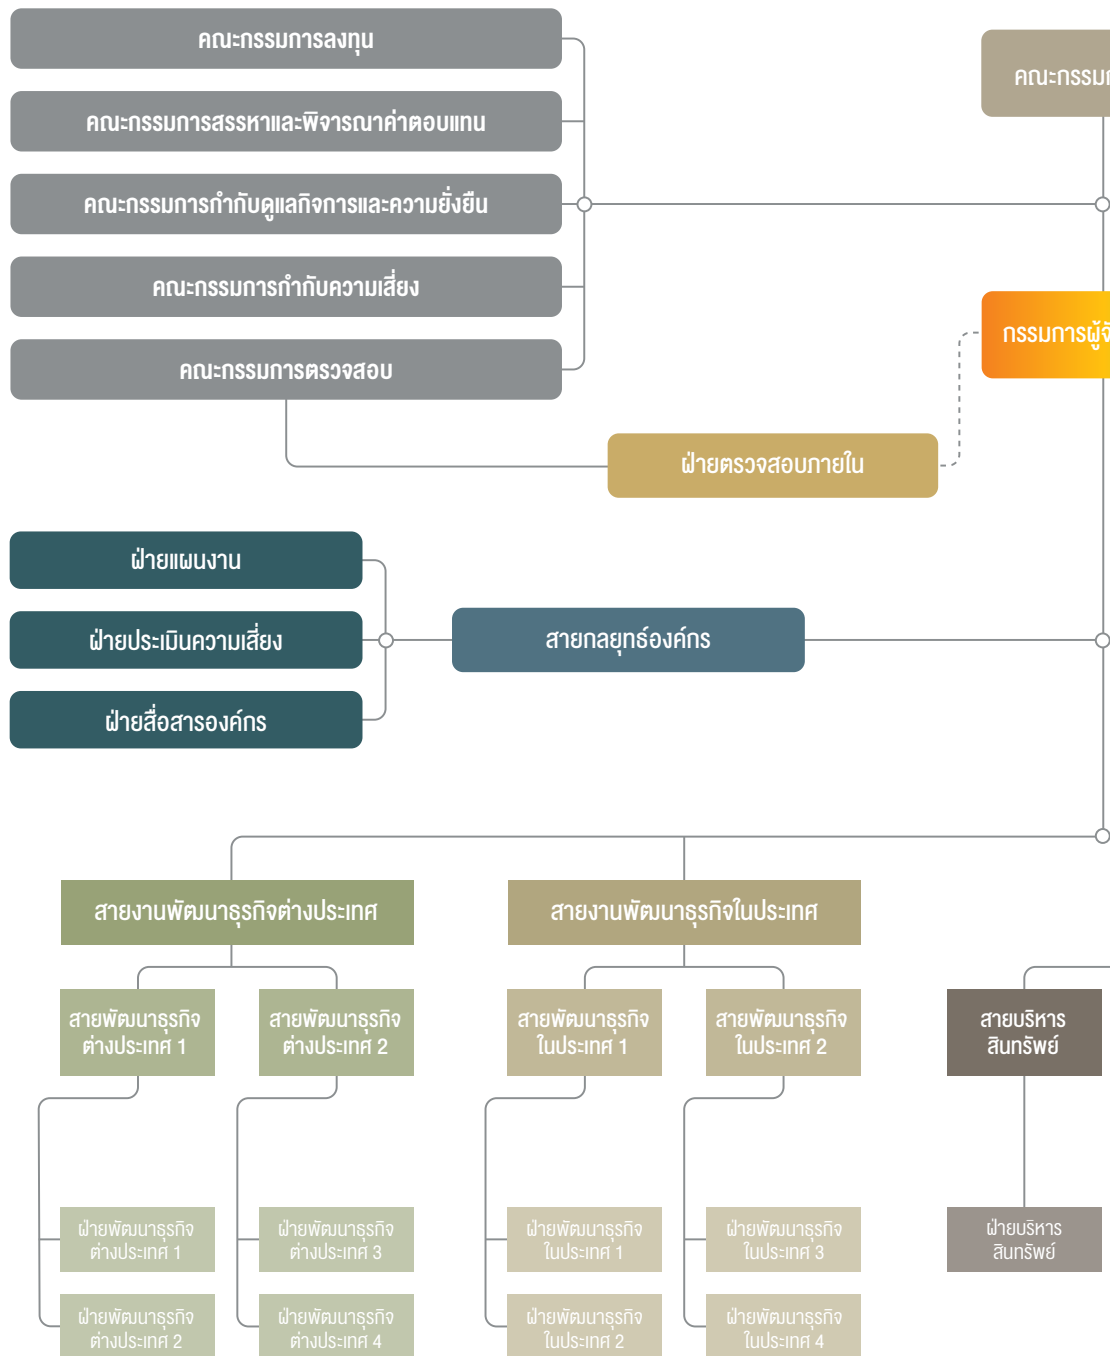 คณะกรรมการลงทุน
คณะกรรมการสรรหาและพิจารณาค่าตอบแทน
คณะกรรมการกำกับดูแลกิจการและความยั่งยืน
คณะกรรมการกำกับความเสี่ยง
คณะกรรมการตรวจสอบ
คณะกรรมก
กรรมการผู้จั
ฝ่ายตรวจสอบภายใน
ฝ่ายแผนงาน
ฝ่ายประเมินความเสี่ยง
ฝ่ายสื่อสารองค์กร
สายกลยุทธ์องค์กร
สายงานพัฒนาธุรกิจต่างประเทศ
สายงานพัฒนาธุรกิจในประเทศ
สายพัฒนาธุรกิจ
ต่างประเทศ 1
สายพัฒนาธุรกิจ
ต่างประเทศ 2
สายพัฒนาธุรกิจ
ในประเทศ 1
สายพัฒนาธุรกิจ
ในประเทศ 2
สายบริหาร
สินทรัพย์
ฝ่ายพัฒนาธุรกิจ
ต่างประเทศ 1
ฝ่ายพัฒนาธุรกิจ
ต่างประเทศ 3
ฝ่ายพัฒนาธุรกิจ
ในประเทศ 1
ฝ่ายพัฒนาธุรกิจ
ในประเทศ 3
ฝ่ายบริหาร
สินทรัพย์
ฝ่ายพัฒนาธุรกิจ
ต่างประเทศ 2
ฝ่ายพัฒนาธุรกิจ
ต่างประเทศ 4
ฝ่ายพัฒนาธุรกิจ
ในประเทศ 2
ฝ่ายพัฒนาธุรกิจ
ในประเทศ 4